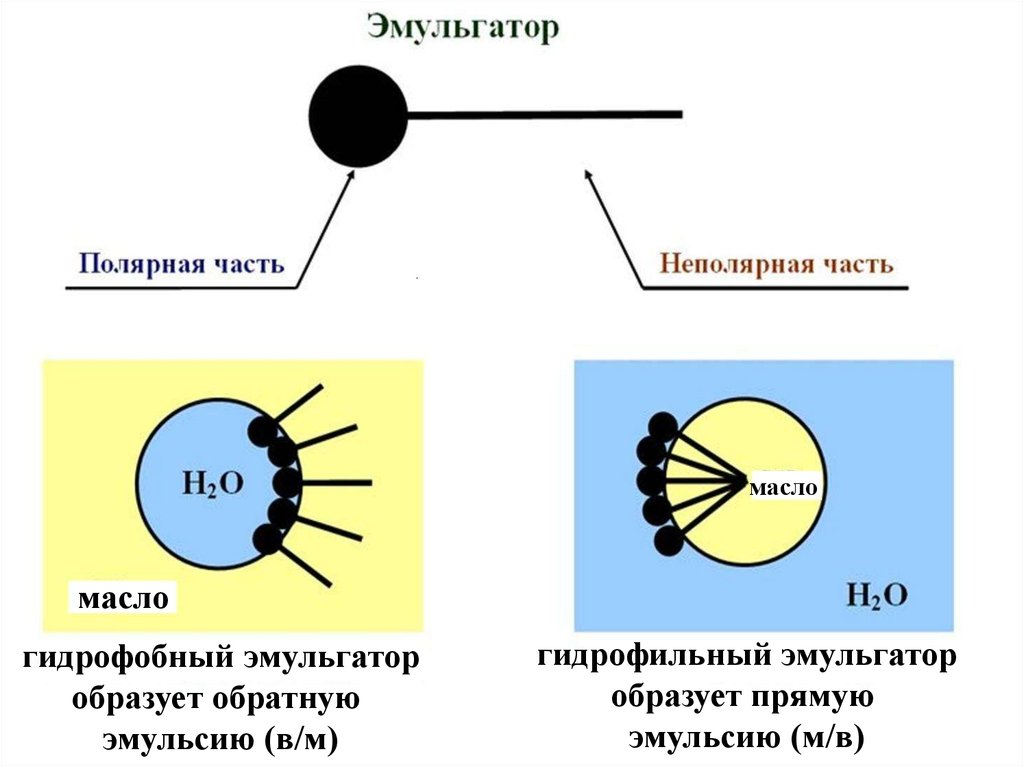 Эмульгатор
Полярная часть
Неполярная часть
H₂O
масло
масло
H₂O
гидрофобный эмульгатор
образует обратную
эмульсию (в/м)
гидрофильный эмульгатор
образует прямую
эмульсию (м/в)